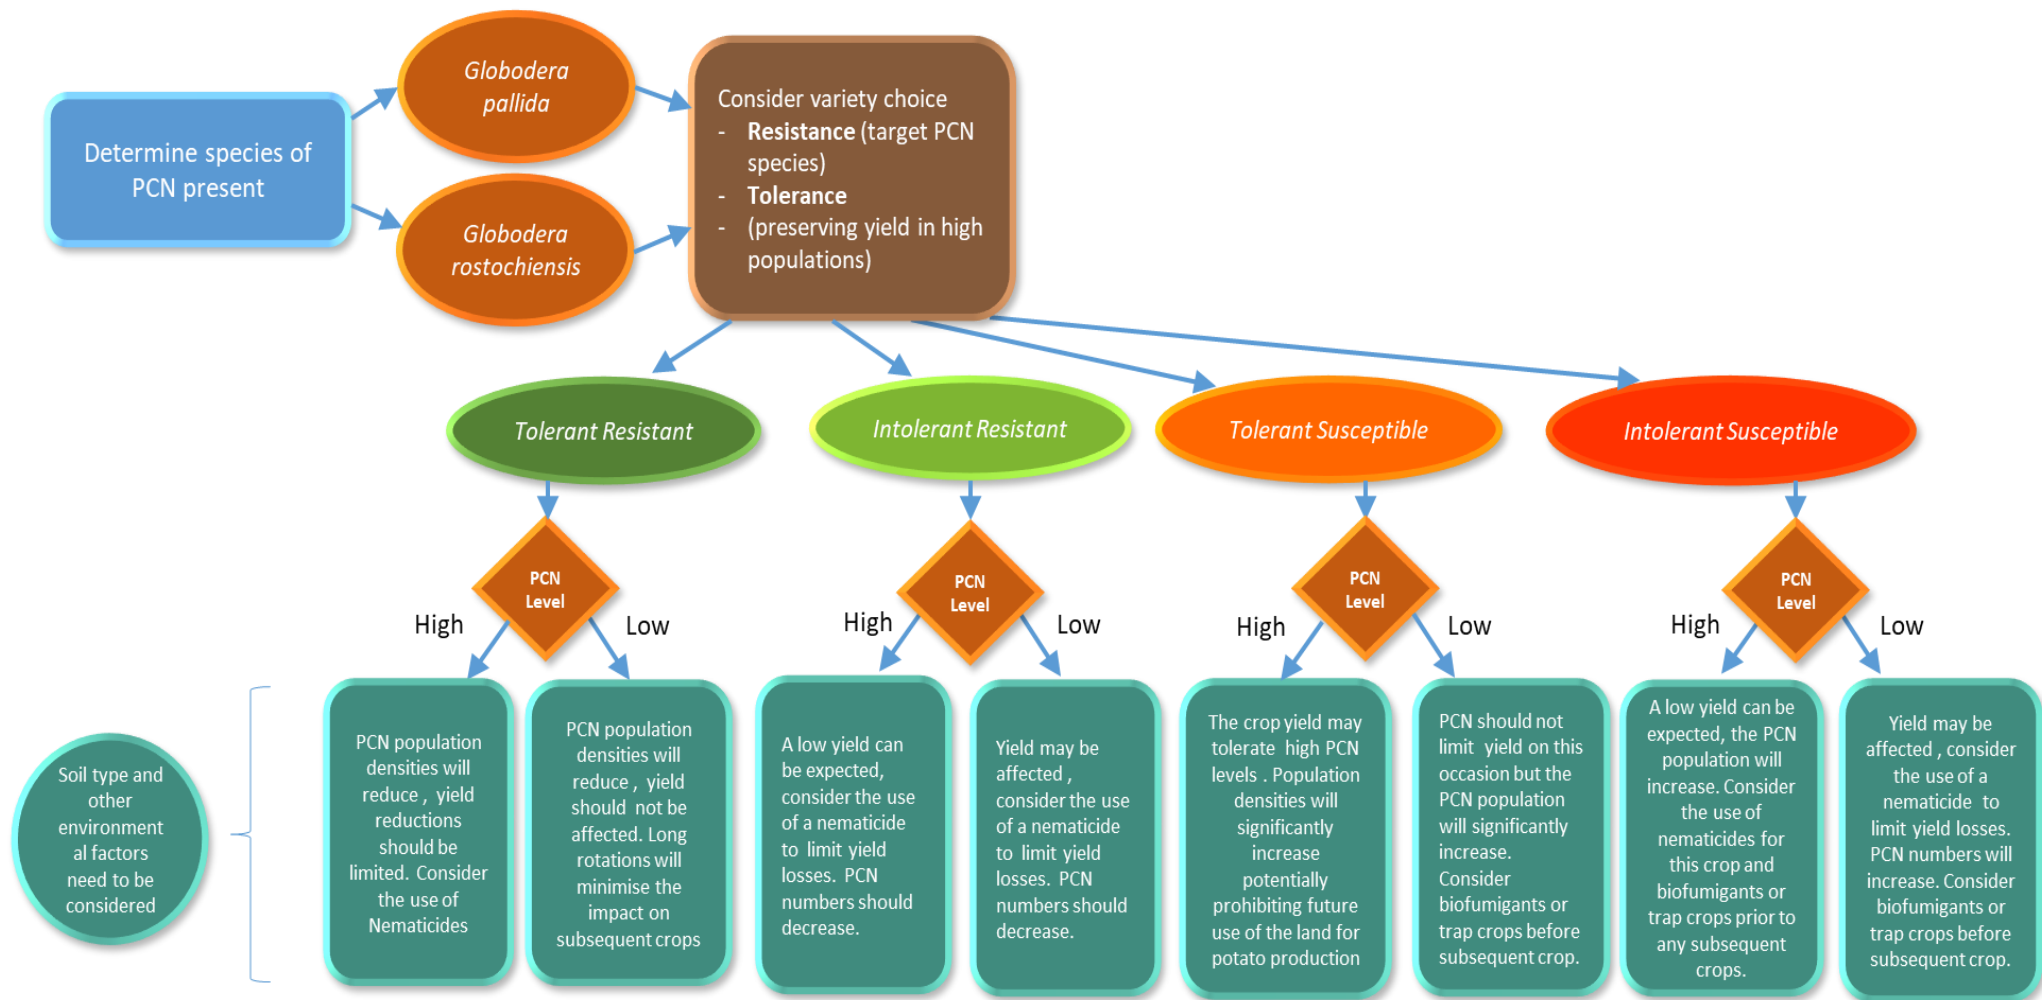 Determine species of
PCN present
Globodera
pallida
Globodera
rostochiensis
Consider variety choice
- Resistance (target PCN
species)
- Tolerance
- (preserving yield in high
populations)
Tolerant Resistant
Intolerant Resistant
Tolerant Susceptible
Intolerant Susceptible
PCN
Level
High
Low
PCN
Level
High
Low
PCN
Level
High
Low
PCN
Level
High
Low
Soil type and
other
environment
al factors
need to be
considered
PCN population
densities will
reduce , yield
reductions
should be
limited. Consider
the use of
Nematicides
PCN population
densities will
reduce , yield
should not be
affected. Long
rotations will
minimise the
impact on
subsequent crops
A low yield can
be expected,
consider the use
of a nematicide
to limit yield
losses. PCN
numbers should
decrease.
Yield may be
affected ,
consider the use
of a nematicide
to limit yield
losses. PCN
numbers should
decrease.
The crop yield may
tolerate high PCN
levels . Population
densities will
significantly
increase
potentially
prohibiting future
use of the land for
potato production
PCN should not
limit yield on this
occasion but the
PCN population
will significantly
increase.
Consider
biofumigants or
trap crops before
subsequent crop.
A low yield can be
expected, the PCN
population will
increase. Consider
the use of
nematicides for
this crop and
biofumigants or
trap crops prior to
any subsequent
crops.
Yield may be
affected , consider
the use of a
nematicide to
limit yield losses.
PCN numbers will
increase. Consider
biofumigants or
trap crops before
subsequent crop.